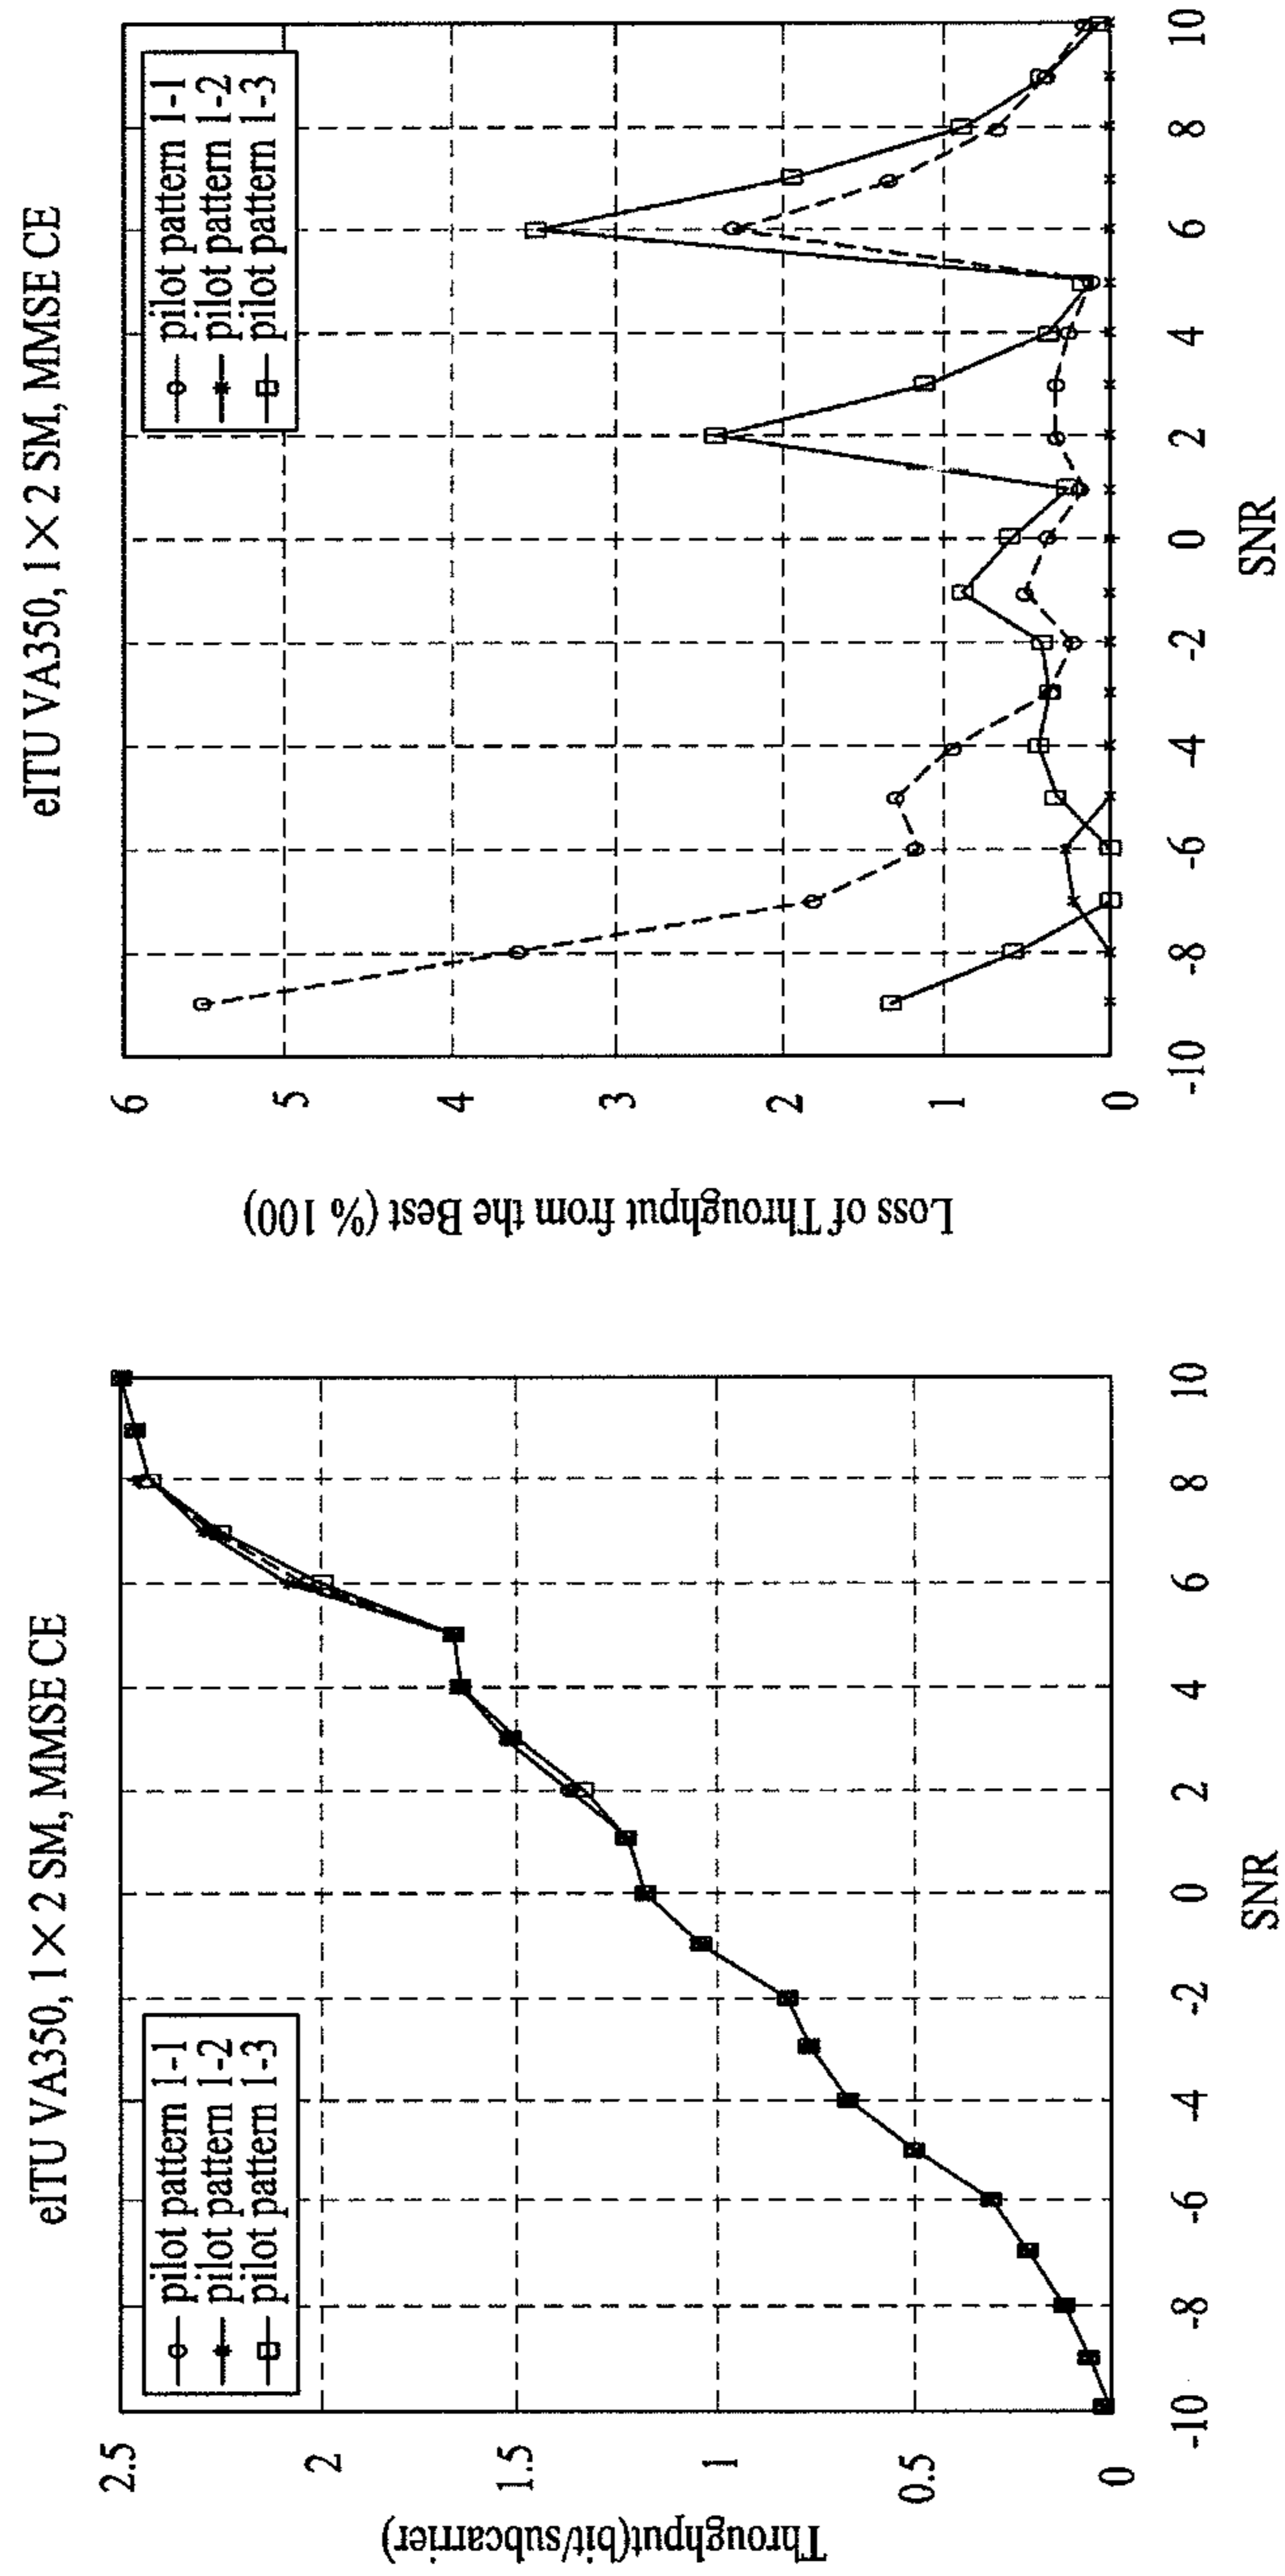 eITU VA350, 1×2 SM, MMSE CE
Throughput(bit/subcarrier)
2.5
2
1.5
1
0.5
0
pilot pattern 1-1
pilot pattern 1-2
pilot pattern 1-3
-10 -8 -6 -4 -2 0 2 4 6 8 10
SNR
eITU VA350, 1×2 SM, MMSE CE
Loss of Throughput from the Best (% 100)
6
5
4
3
2
1
0
pilot pattern 1-1
pilot pattern 1-2
pilot pattern 1-3
-10 -8 -6 -4 -2 0 2 4 6 8 10
SNR